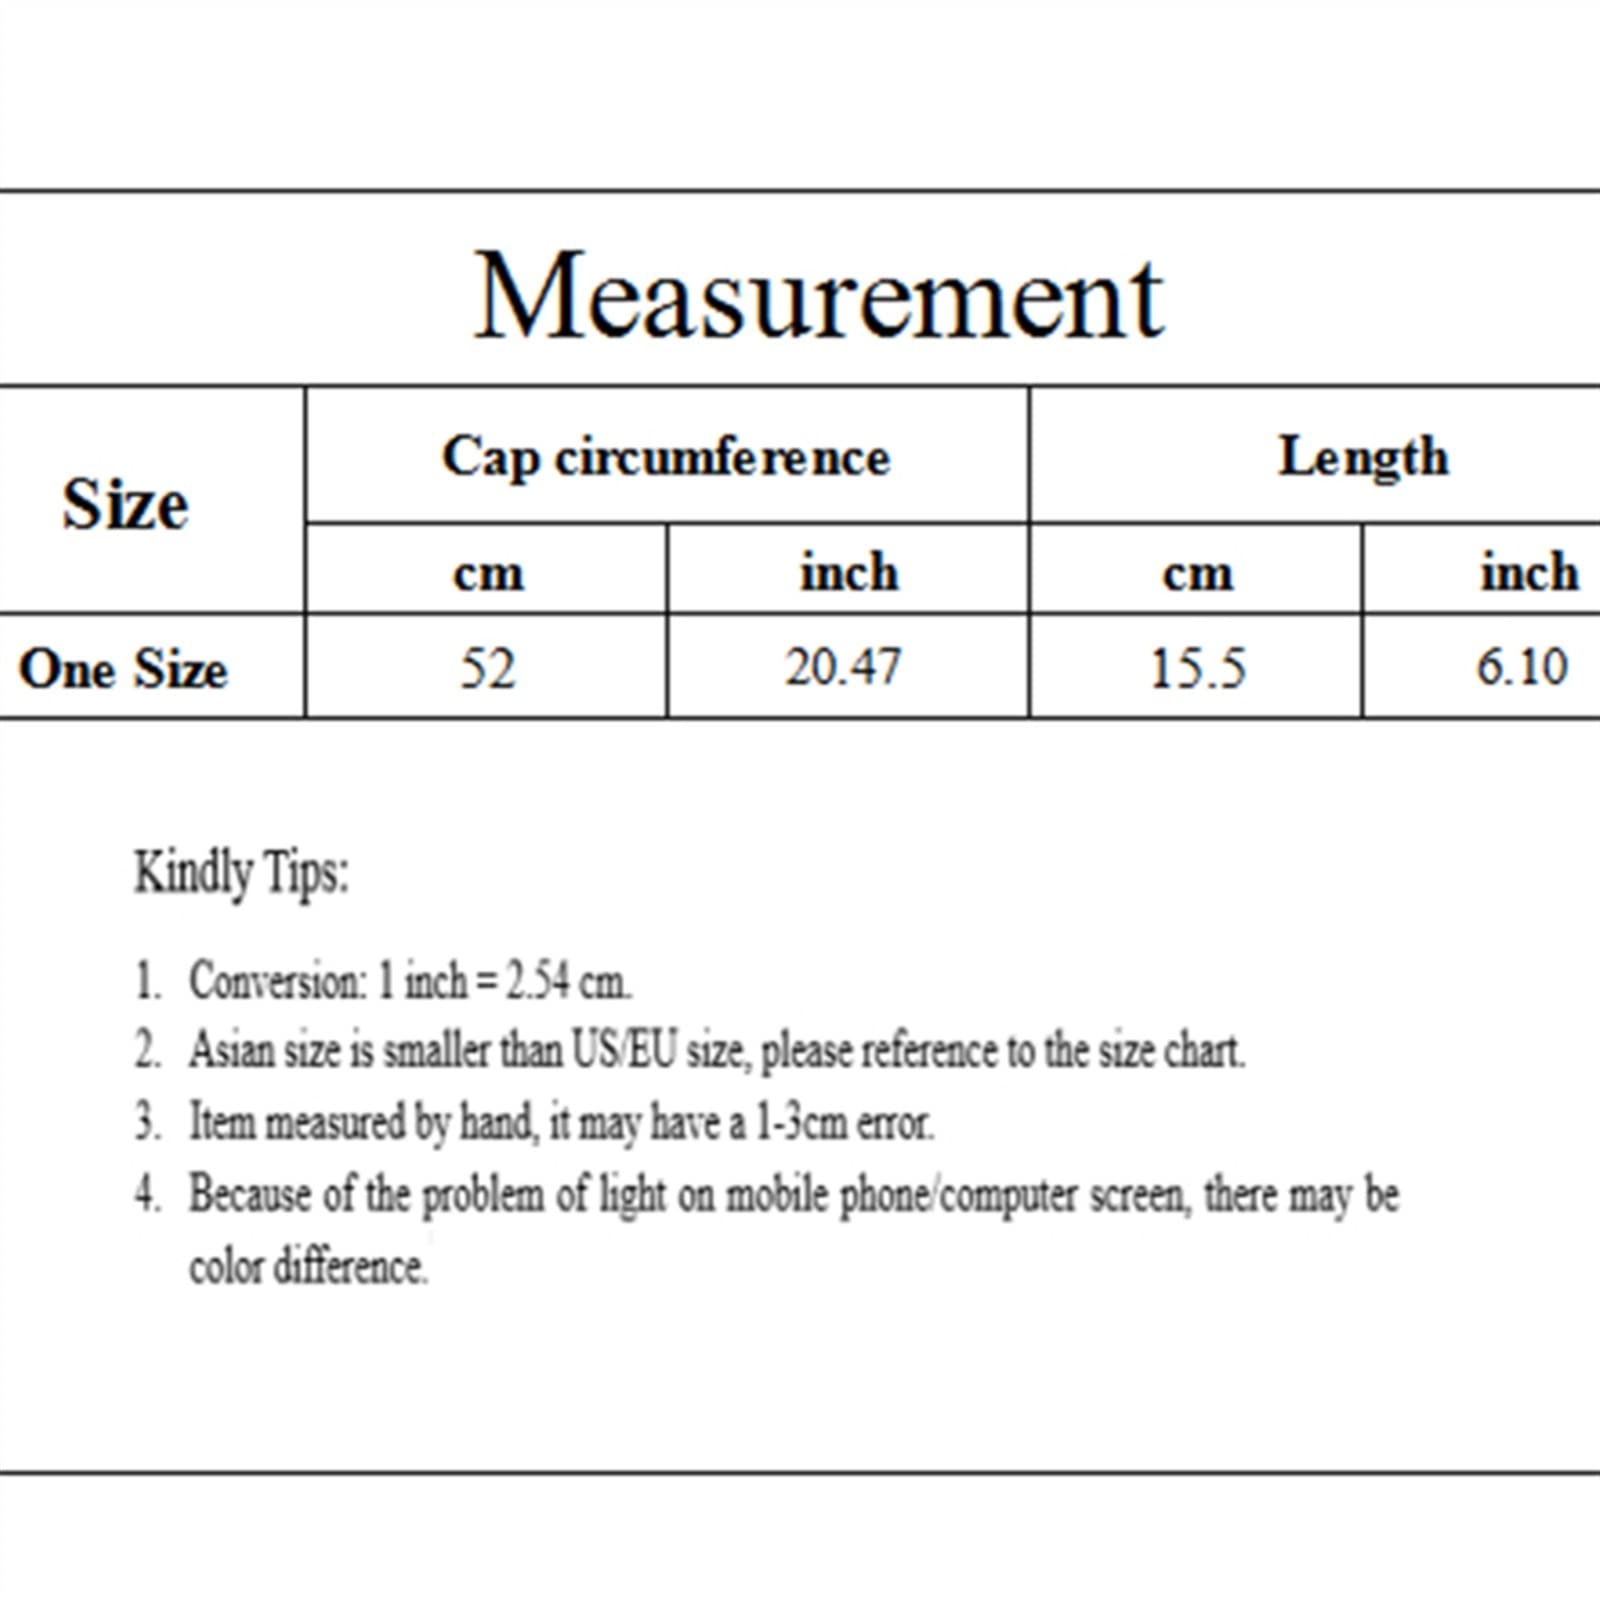 Measurement
Size Cap circumference Length
cm inch cm inch
One Size 52 20.47 15.5 6.10
Kindly Tips:
1. Conversion: 1 inch = 2.54 cm.
2. Asian size is smaller than US/EU size, please reference to the size chart.
3. Item measured by hand, it may have a 1-3cm error.
4. Because of the problem of light on mobile phone/computer screen, there may be
color difference.